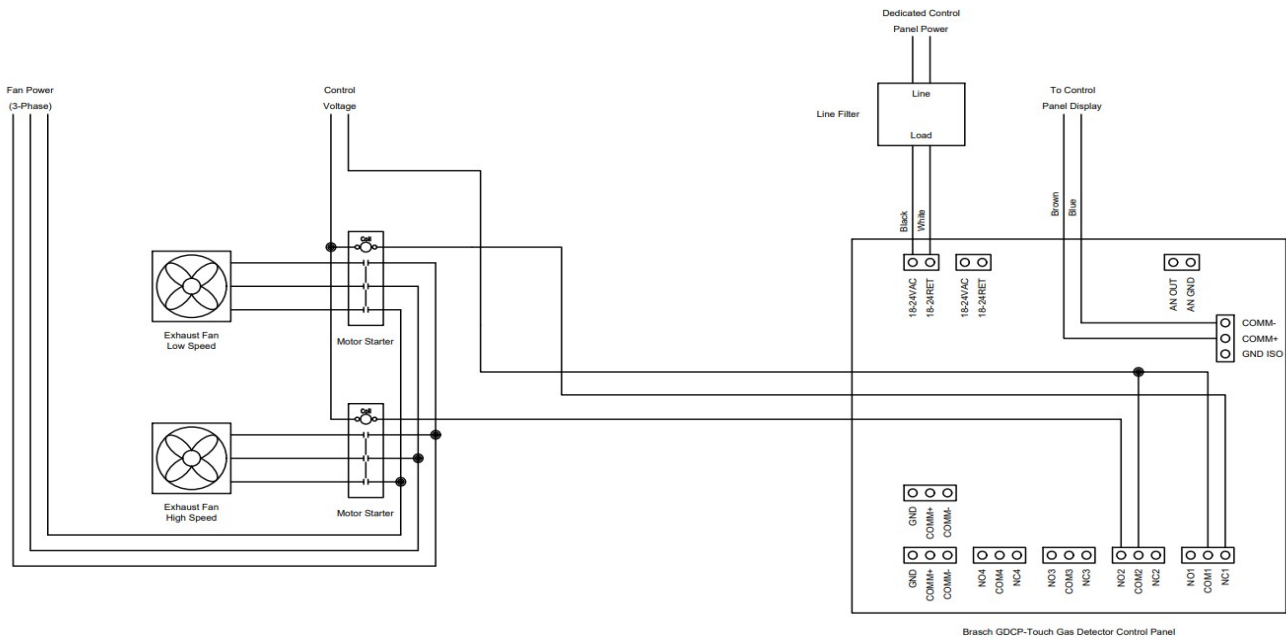 Dedicated Control
Panel Power
Fan Power
(3-Phase)
Control
Voltage
Line
Line Filter
Load
To Control
Panel Display
Black
White
Brown
Blue
Coil
Exhaust Fan
Low Speed
Motor Starter
18-24VAC
18-24RET
18-24VAC
18-24RET
AN OUT
AN GND
COMM-
COMM+
GND ISO
Coil
Exhaust Fan
High Speed
Motor Starter
GND
COMM+
COMM-
GND
COMM+
COMM-
NO4
COM4
NC4
NO3
COM3
NC3
NO2
COM2
NC2
NO1
COM1
NC1
Brasch GDCP-Touch Gas Detector Control Panel